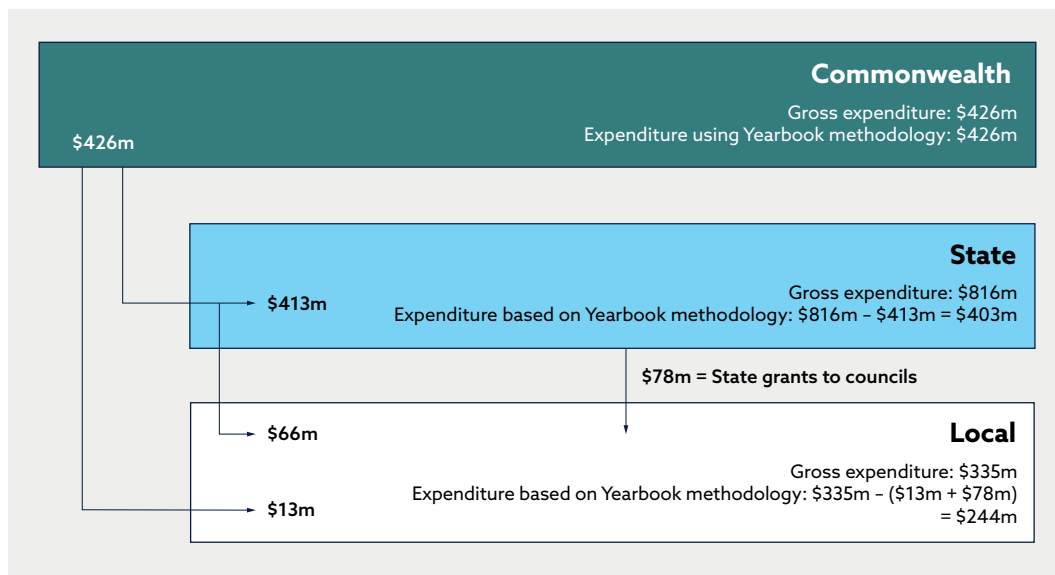 Commonwealth
Gross expenditure: $426m
Expenditure using Yearbook methodology: $426m
$426m
State
Gross expenditure: $816m
$413m
Expenditure based on Yearbook methodology: $816m – $413m = $403m
$78m = State grants to councils
$66m
Local
Gross expenditure: $335m
Expenditure based on Yearbook methodology: $335m – ($13m + $78m)
$13m
= $244m